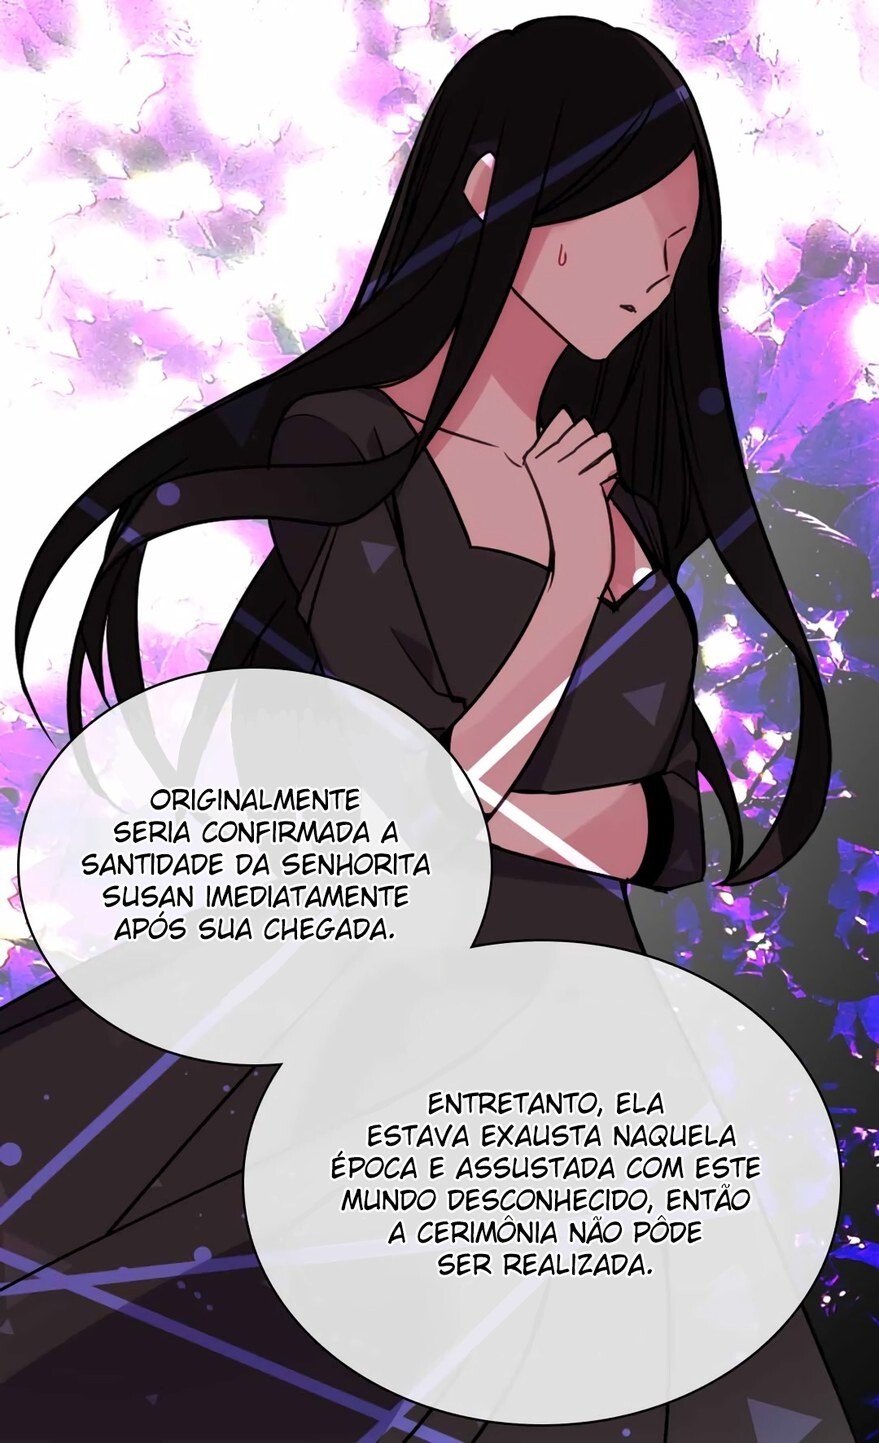 ORIGINALMENTE
SERIA CONFIRMADA A
SANTIDADE DA SENHORITA
SUSAN IMEDIATAMENTE
APÓS SUA CHEGADA.
ENTRETANTO, ELA
ESTAVA EXAUSTA NAQUELA
ÉPOCA E ASSUSTADA COM ESTE
MUNDO DESCONHECIDO, ENTÃO
A CERIMÔNIA NÃO PÔDE
SER REALIZADA.